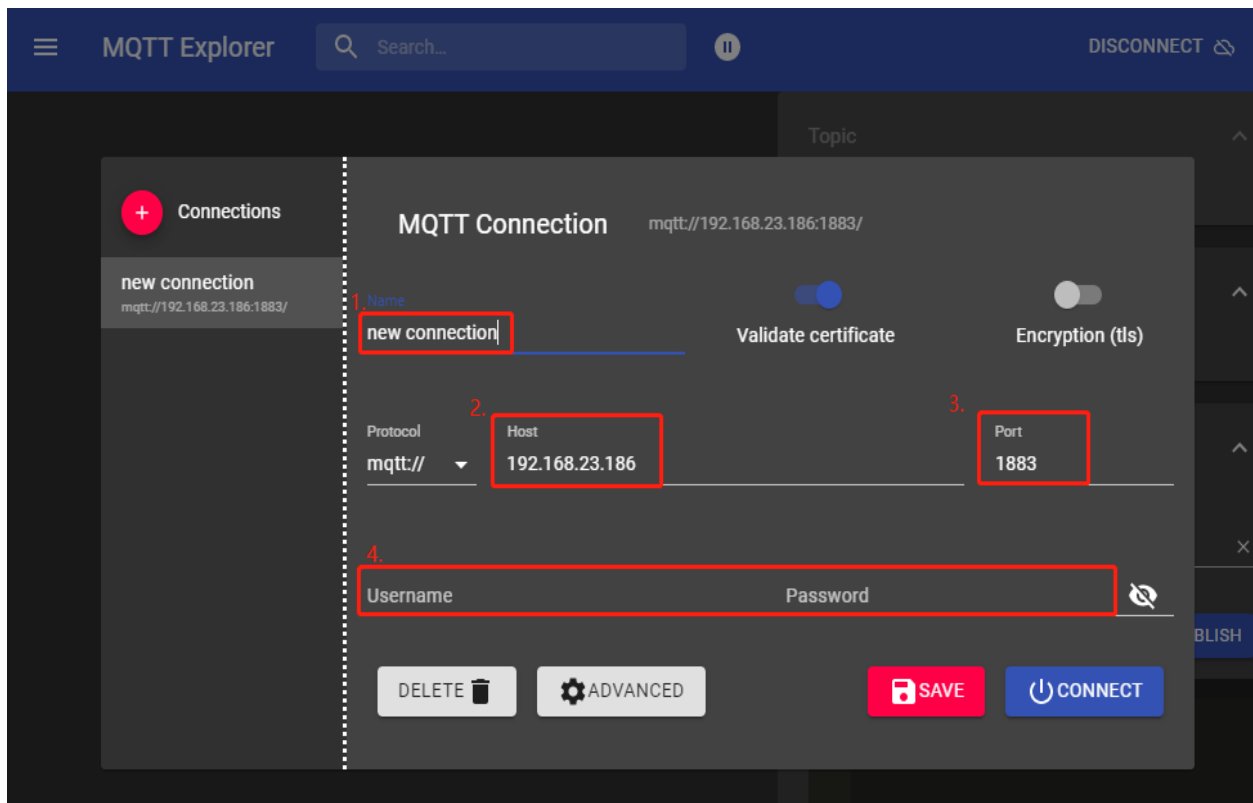 MQTT Explorer
Search...
DISCONNECT
Topic
Connections
new connection
mqtt://192.168.23.186:1883/
MQTT Connection
mqtt://192.168.23.186:1883/
1.
Name
new connection
Validate certificate
Encryption (tls)
2.
3.
Protocol
Host
Port
mqtt://
192.168.23.186
1883
4.
Username
Password
BLISH
DELETE
ADVANCED
SAVE
CONNECT